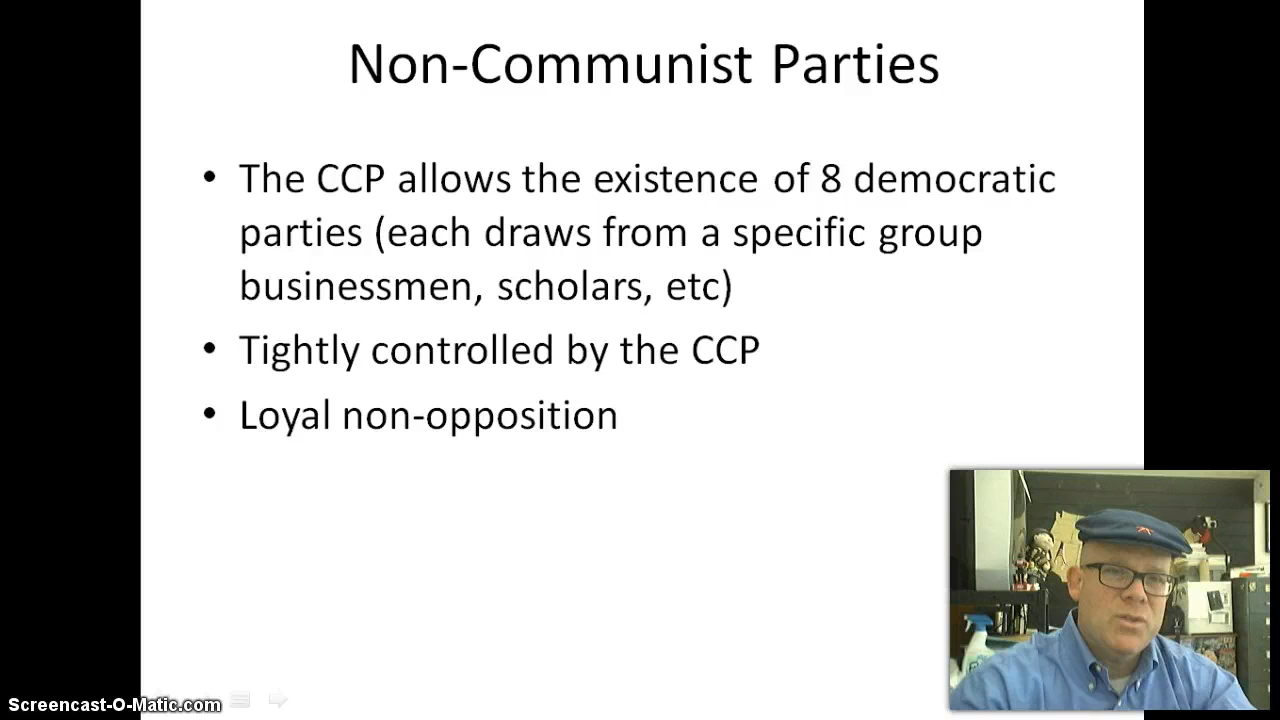 Non-Communist Parties
• The CCP allows the existence of 8 democratic
parties (each draws from a specific group
businessmen, scholars, etc)
• Tightly controlled by the CCP
• Loyal non-opposition
Screencast-O-Matic.com